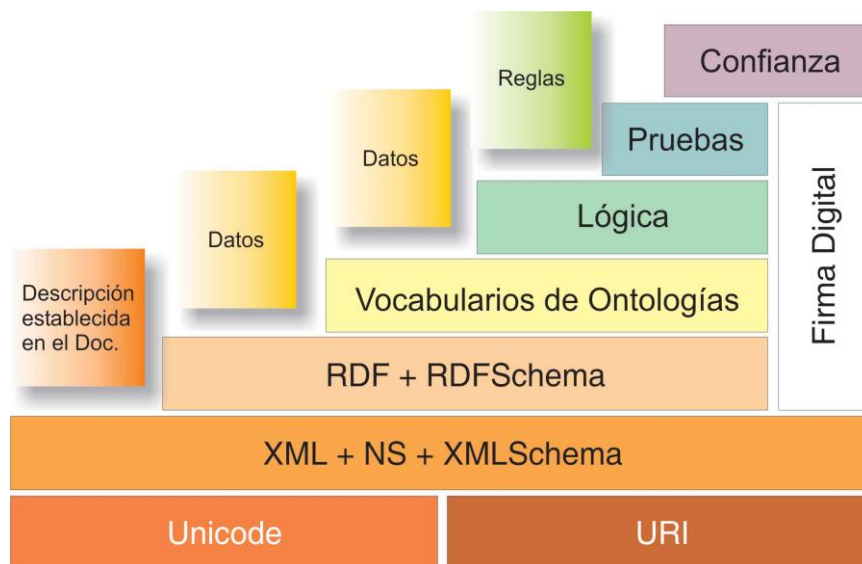 Confianza
Reglas
Pruebas
Datos
Lógica
Datos
Firma Digital
Vocabularios de Ontologías
Descripción
establecida
en el Doc.
RDF + RDFSchema
XML + NS + XMLSchema
Unicode
URI